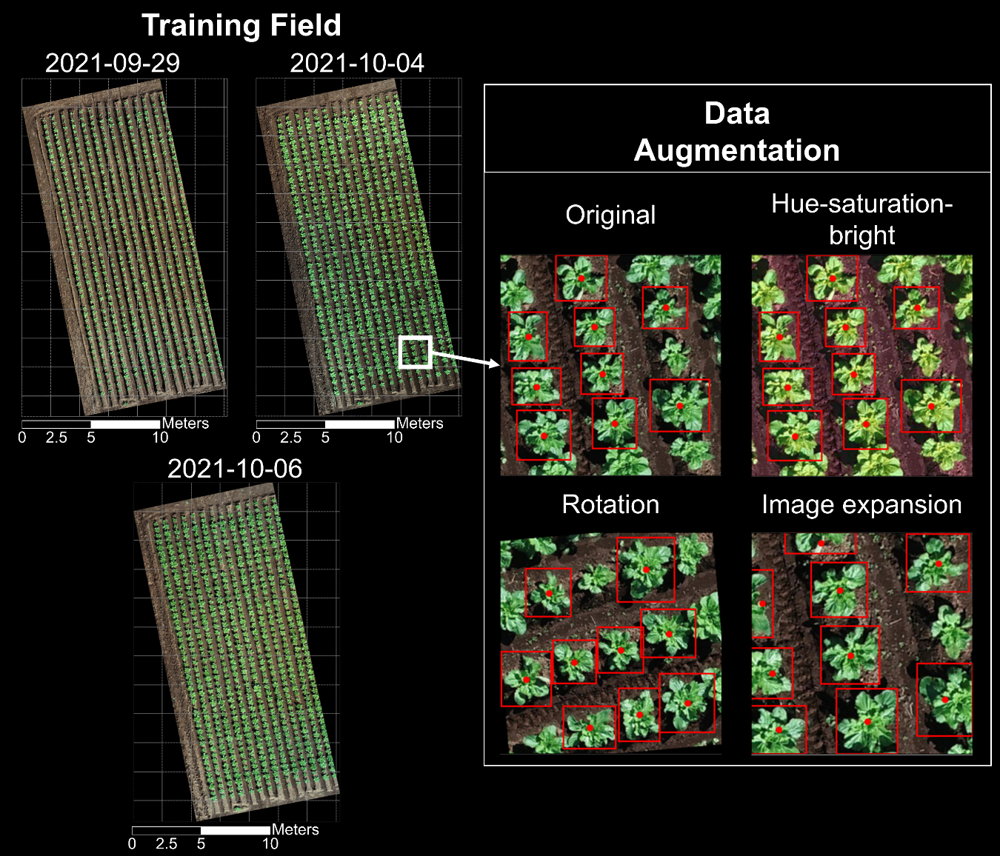 Training Field
2021-09-29
2021-10-04
Meters
0 2.5 5 10
Meters
0 2.5 5 10
2021-10-06
Meters
0 2.5 5 10
Data
Augmentation
Original
Hue-saturation-
bright
Rotation
Image expansion